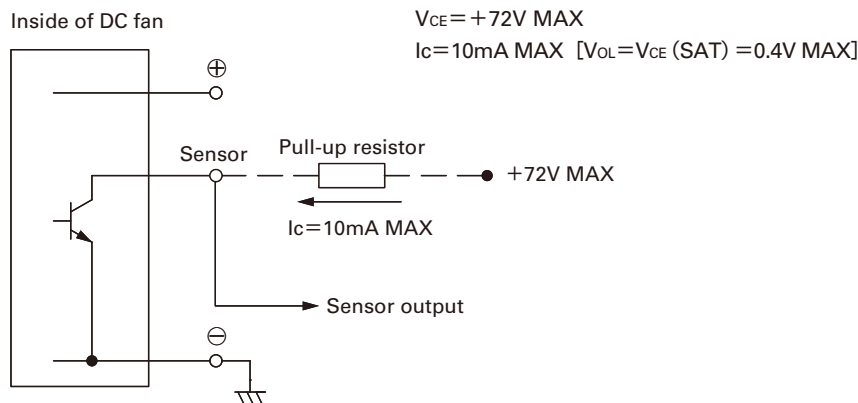 Inside of DC fan
VCE=+72V MAX
Ic=10mA MAX [VOL=VCE (SAT) =0.4V MAX]
⊕
Sensor
Pull-up resistor
+72V MAX
Ic=10mA MAX
Sensor output
⊖